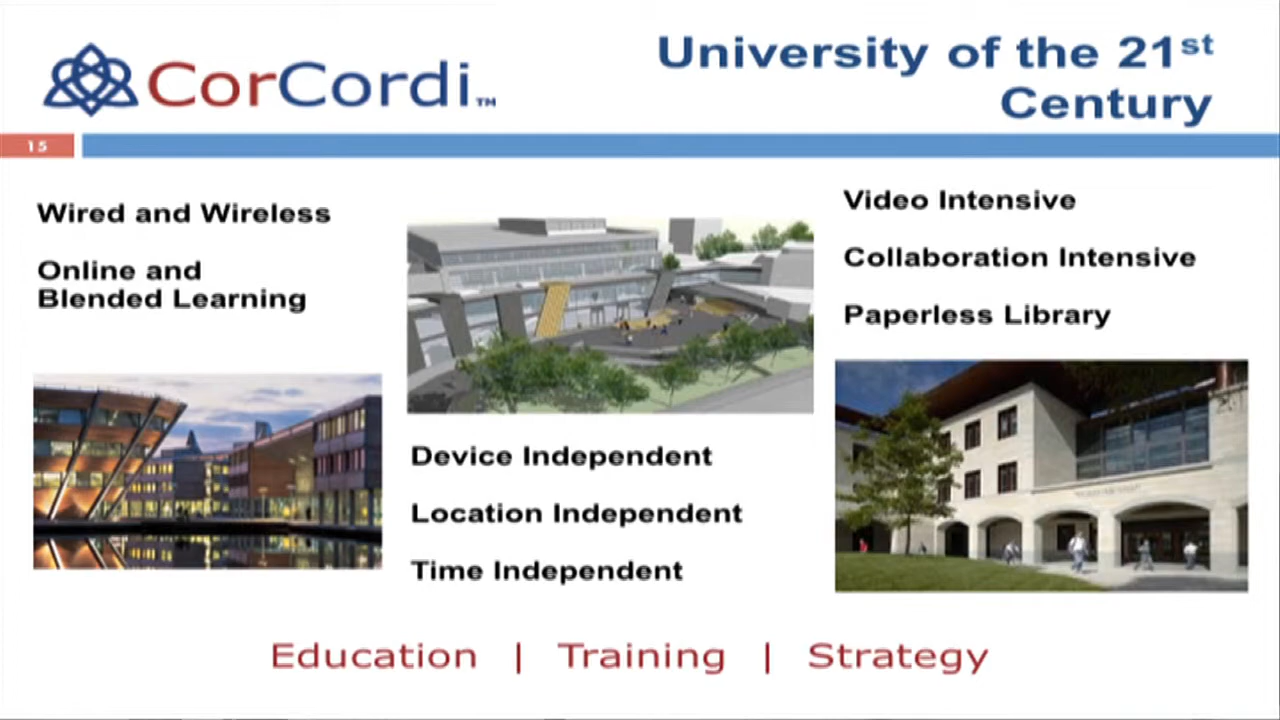 CorCordi™
University of the 21st
Century
15
Wired and Wireless
Online and
Blended Learning
Device Independent
Location Independent
Time Independent
Video Intensive
Collaboration Intensive
Paperless Library
Education | Training | Strategy